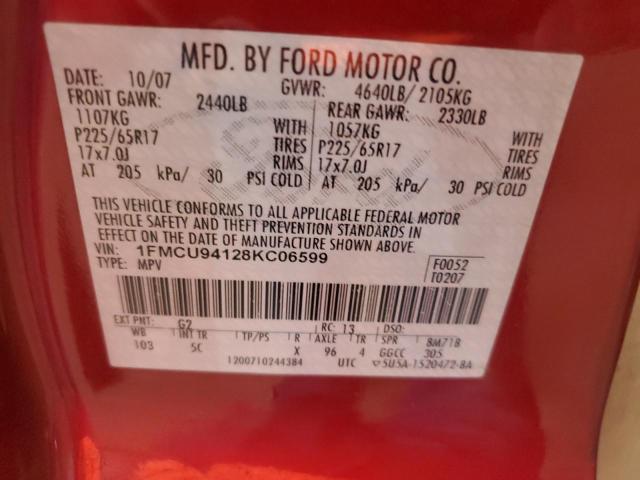 MFD. BY FORD MOTOR CO.
DATE: 10/07 GVWR: 4640LB/ 2105KG
FRONT GAWR: 2440LB REAR GAWR: 2330LB
1107KG WITH 1057KG WITH
P225/65R17 TIRES P225/65R17 TIRES
17x7.0J RIMS 17x7.0J RIMS
AT 205 kPa/ 30 PSI COLD AT 205 kPa/ 30 PSI COLD
THIS VEHICLE CONFORMS TO ALL APPLICABLE FEDERAL MOTOR
VEHICLE SAFETY AND THEFT PREVENTION STANDARDS IN
EFFECT ON THE DATE OF MANUFACTURE SHOWN ABOVE.
VIN: 1FMCU94128KC06599 F0052
TYPE: MPV T0207
EXT PNT: G2 RC: 13 DSO:
WB INT TR TP/PS R AXLE TR SPR 8M71B
103 5C X 96 4 GGCC 305
1200710244384 UTC 5U5A-1520472-BA